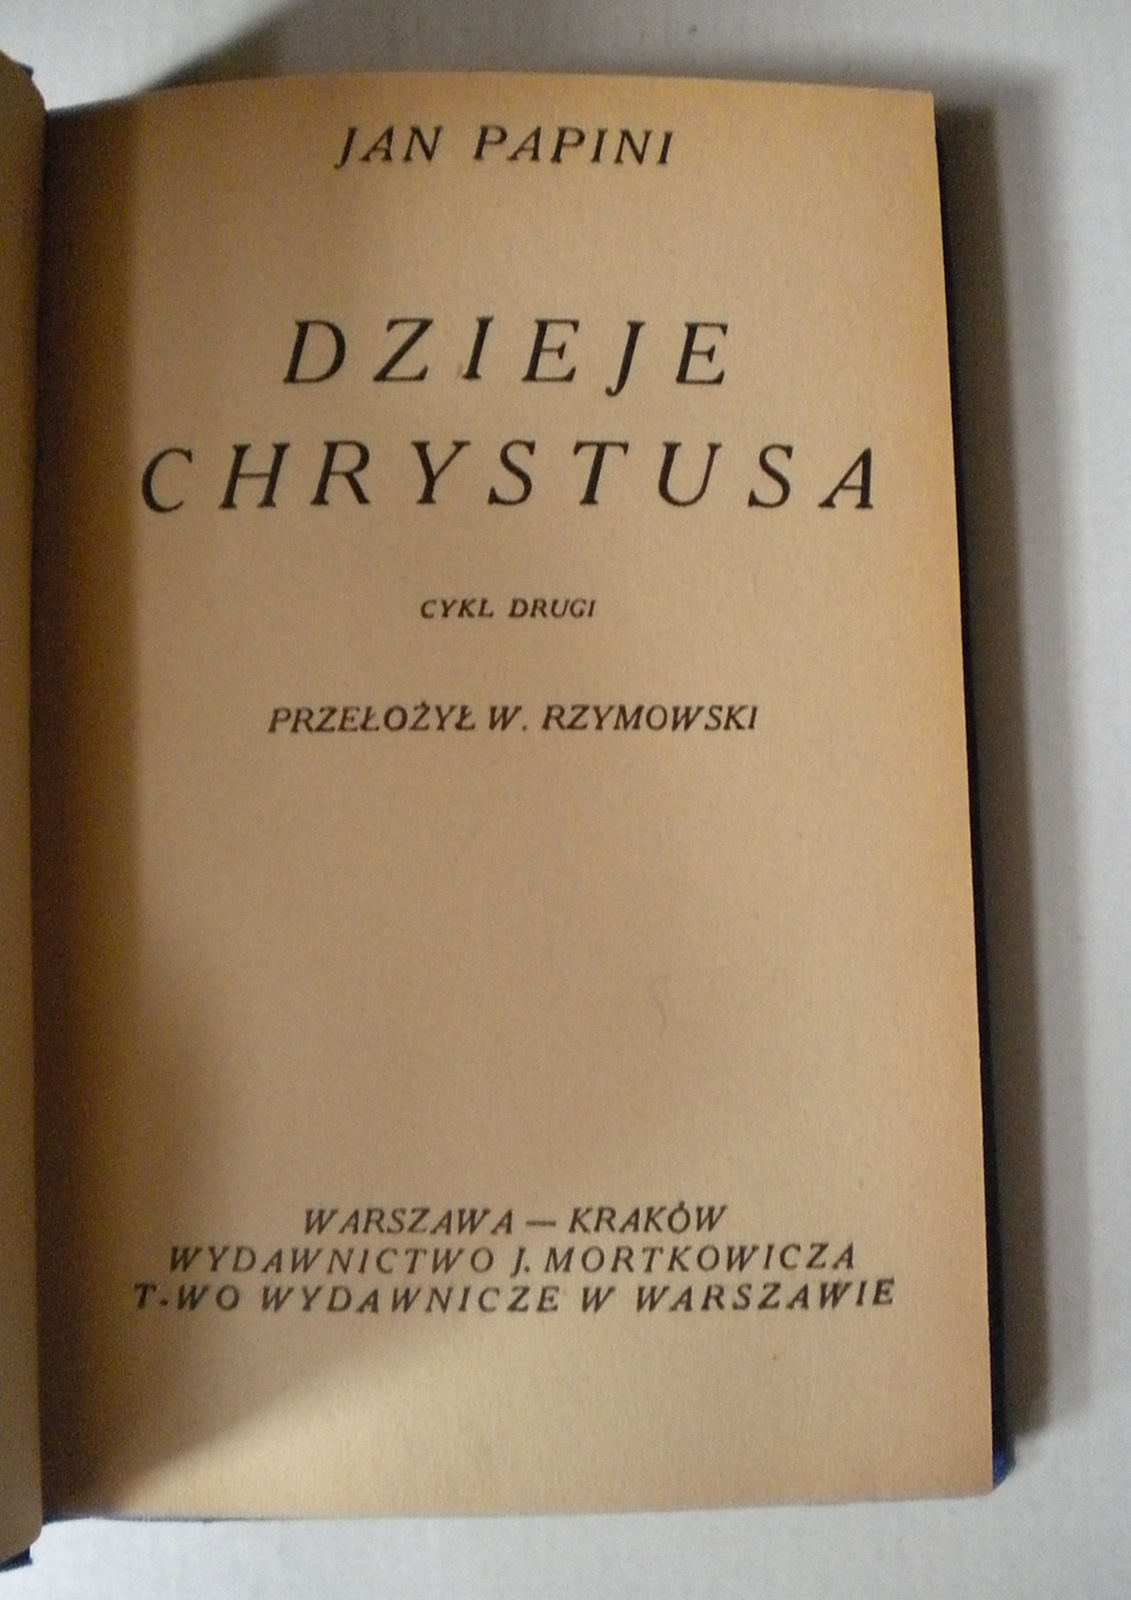 JAN PAPINI
DZIEJE
CHRYSTUSA
CYKL DRUGI
PRZEŁOŻYŁ W. RZYMOWSKI
WARSZAWA — KRAKÓW
WYDAWNICTWO J. MORTKOWICZA
T-WO WYDAWNICZE W WARSZAWIE